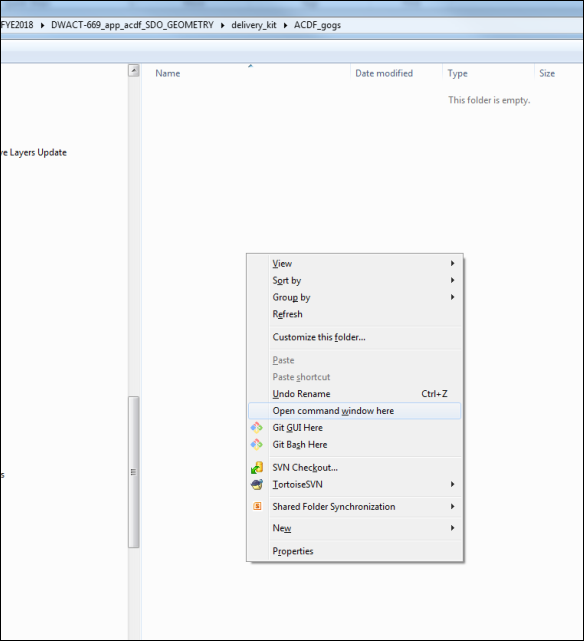 FYE2018 DWACT-669_app_acdf_SDO_GEOMETRY delivery_kit ACDF_gogs
Name Date modified Type Size
This folder is empty.
ve Layers Update
View
Sort by
Group by
Refresh
Customize this folder...
Paste
Paste shortcut
Undo Rename Ctrl+Z
Open command window here
Git GUI Here
Git Bash Here
s
SVN Checkout...
TortoiseSVN
Shared Folder Synchronization
New
Properties